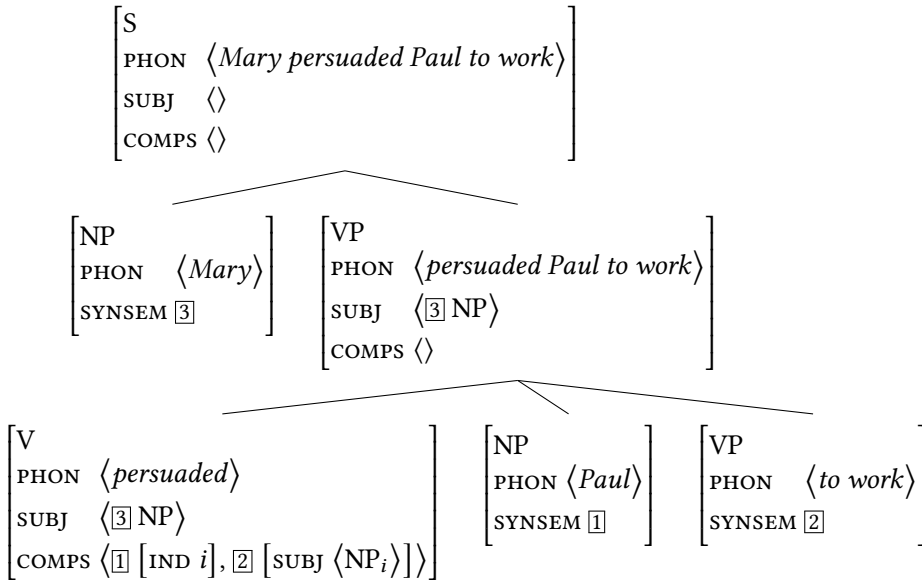 S
PHON ⟨Mary persuaded Paul to work⟩
SUBJ ⟨⟩
COMPS ⟨⟩
NP
PHON ⟨Mary⟩
SYNSEM [3]
VP
PHON ⟨persuaded Paul to work⟩
SUBJ ⟨[3] NP⟩
COMPS ⟨⟩
V
PHON ⟨persuaded⟩
SUBJ ⟨[3] NP⟩
COMPS ⟨[1] [IND i], [2] [SUBJ ⟨NPᵢ⟩]⟩
NP
PHON ⟨Paul⟩
SYNSEM [1]
VP
PHON ⟨to work⟩
SYNSEM [2]